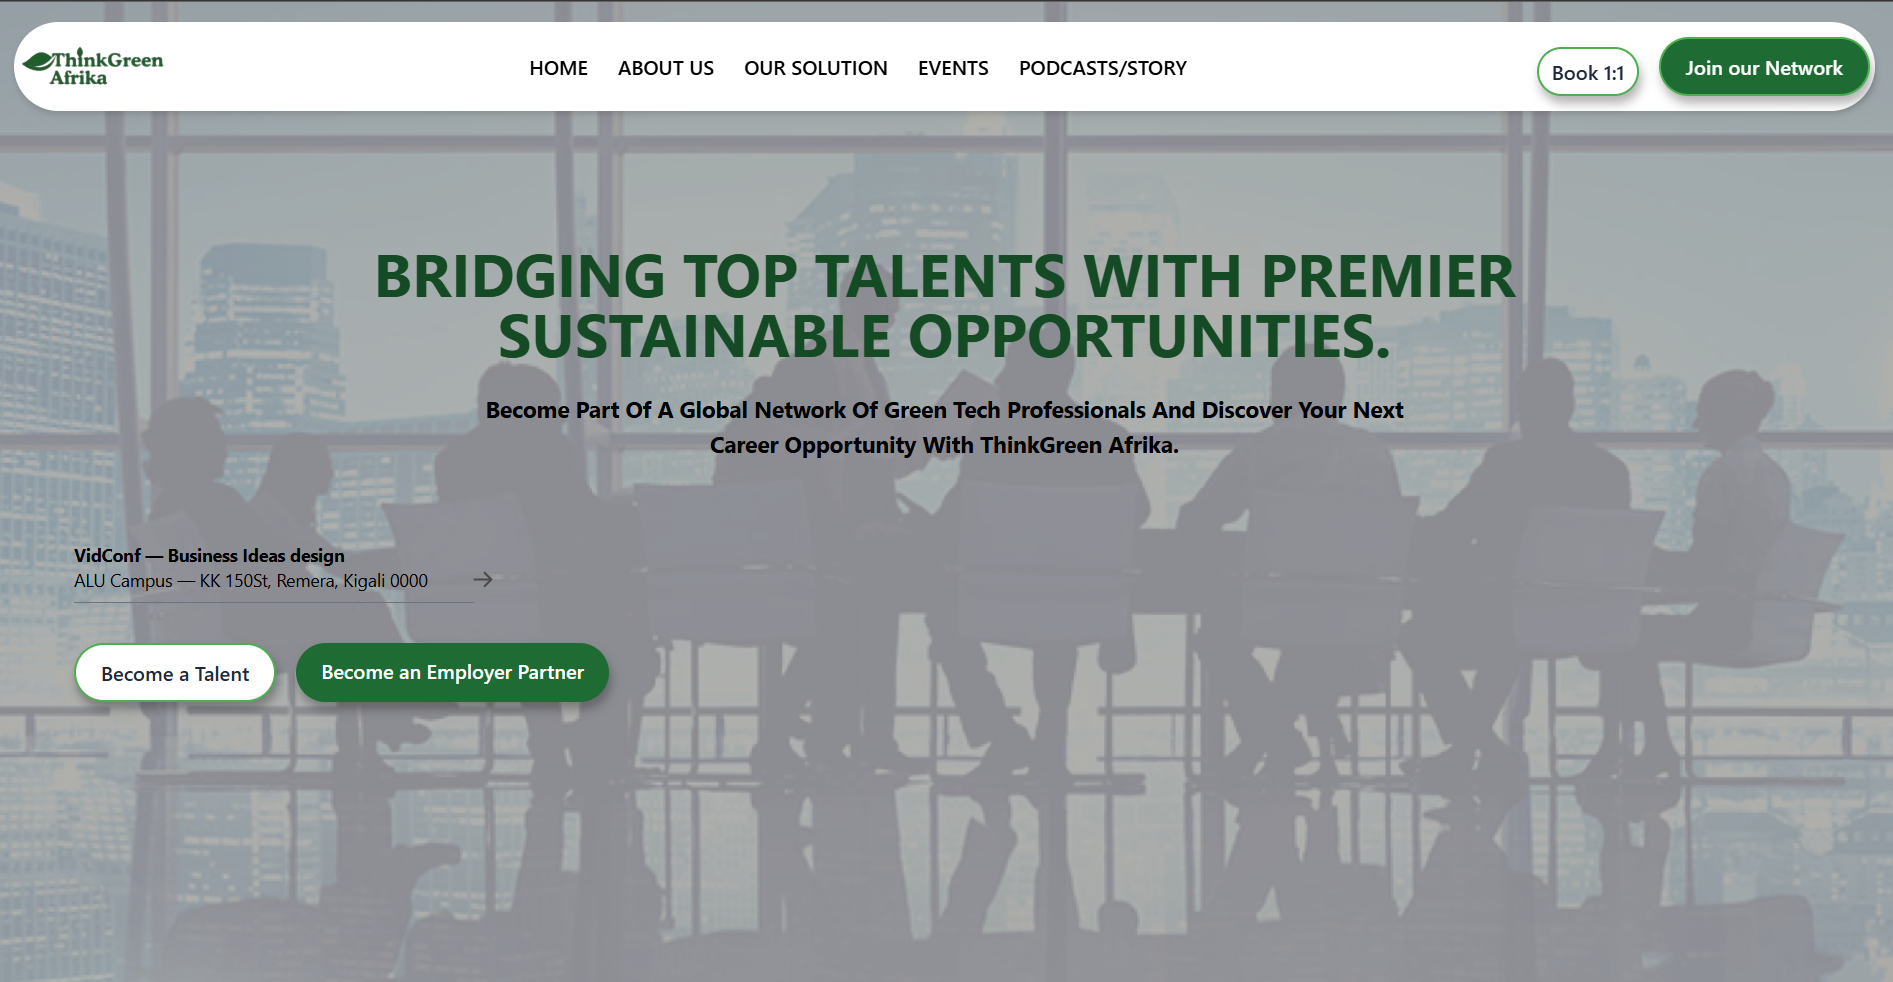 ThinkGreen
Afrika
HOME ABOUT US OUR SOLUTION EVENTS PODCASTS/STORY
Book 1:1
Join our Network
BRIDGING TOP TALENTS WITH PREMIER
SUSTAINABLE OPPORTUNITIES.
Become Part Of A Global Network Of Green Tech Professionals And Discover Your Next
Career Opportunity With ThinkGreen Afrika.
VidConf — Business Ideas design
ALU Campus — KK 150St, Remera, Kigali 0000
Become a Talent
Become an Employer Partner